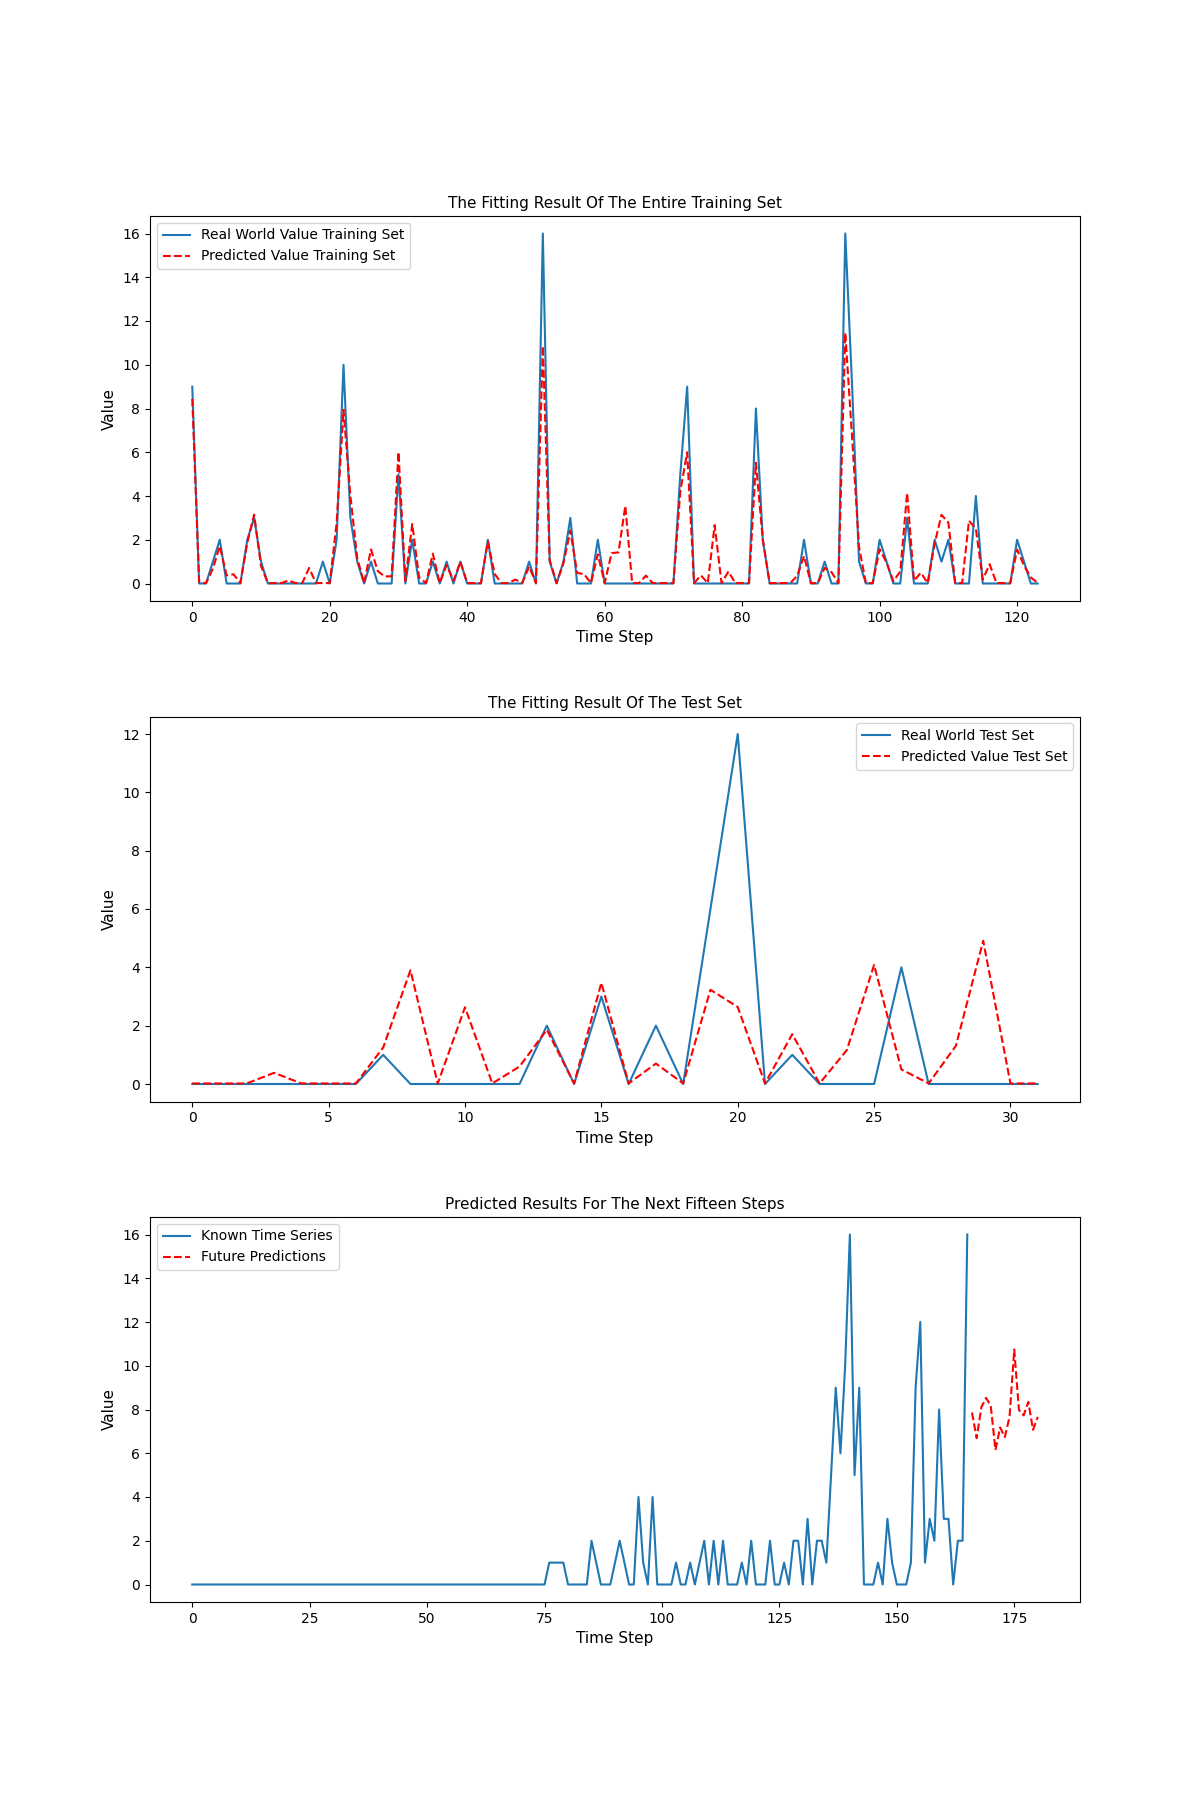 The Fitting Result Of The Entire Training Set
Real World Value Training Set
Predicted Value Training Set
16
14
12
10
8
6
4
2
0
Value
0 20 40 60 80 100 120
Time Step
The Fitting Result Of The Test Set
Real World Test Set
Predicted Value Test Set
12
10
8
6
4
2
0
Value
0 5 10 15 20 25 30
Time Step
Predicted Results For The Next Fifteen Steps
Known Time Series
Future Predictions
16
14
12
10
8
6
4
2
0
Value
0 25 50 75 100 125 150 175
Time Step